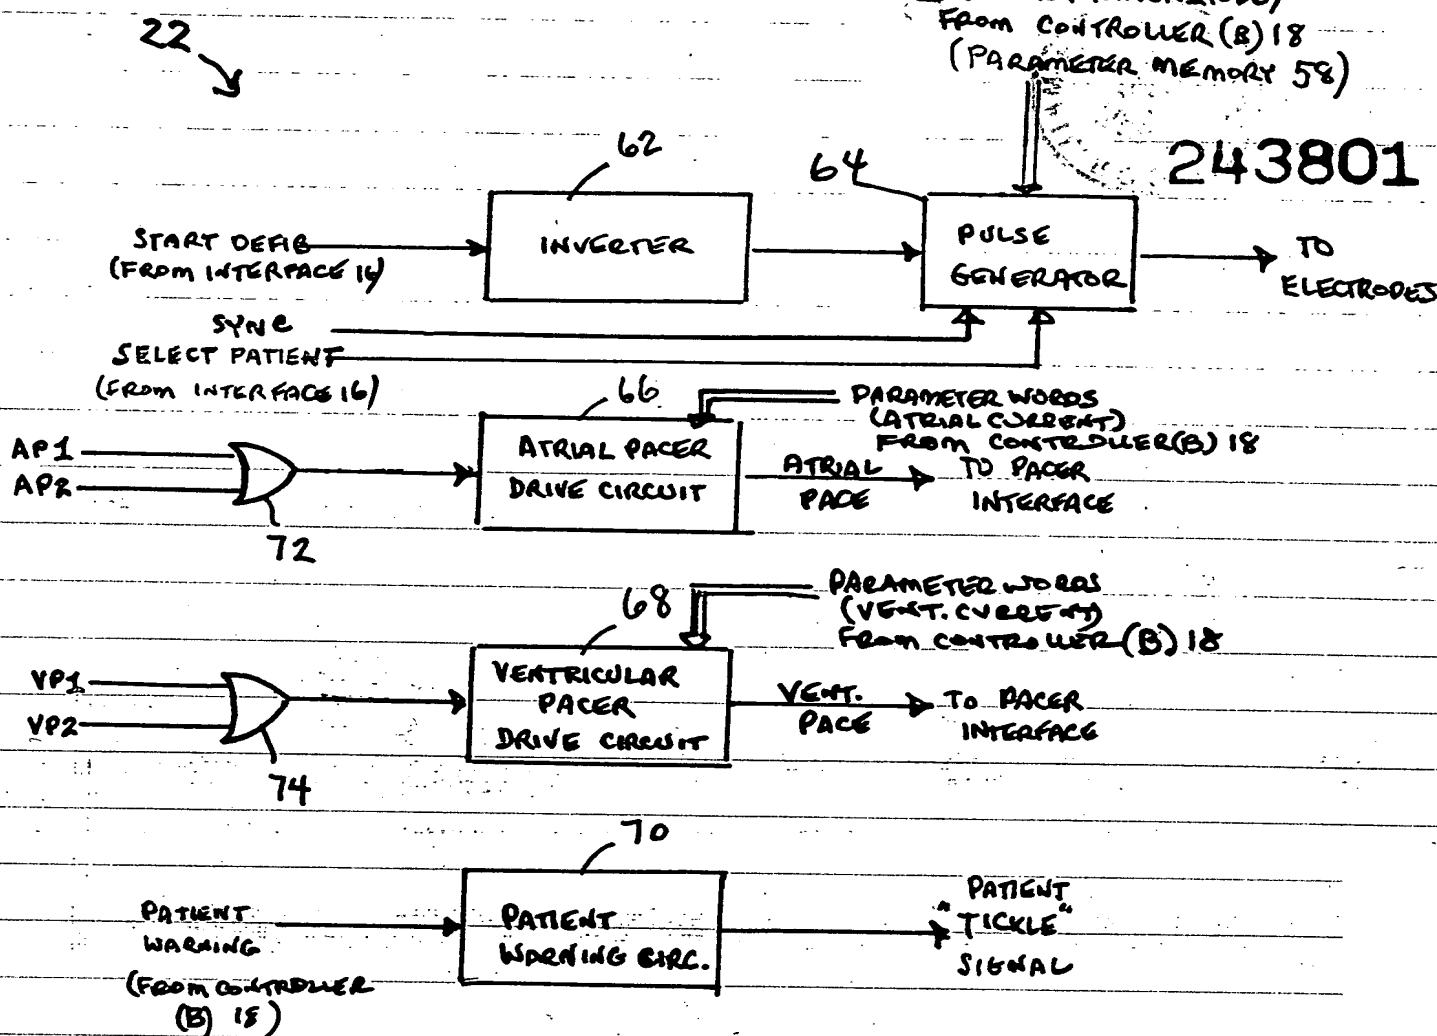 FROM CONTROLLER (B) 18
(PARAMETER MEMORY 58)
22
243801
62
64
START DEFIB
(FROM INTERFACE 16)
INVERTER
PULSE
GENERATOR
TO
ELECTRODES
SYNC
SELECT PATIENT
(FROM INTERFACE 16)
66
PARAMETER WORDS
(ATRIAL CURRENT)
FROM CONTROLLER (B) 18
AP1
AP2
72
ATRIAL PACER
DRIVE CIRCUIT
ATRIAL
PACE
TO PACER
INTERFACE
68
PARAMETER WORDS
(VENT. CURRENT)
FROM CONTROLLER (B) 18
VP1
VP2
74
VENTRICULAR
PACER
DRIVE CIRCUIT
VENT.
PACE
TO PACER
INTERFACE
70
PATIENT
WARNING
(FROM CONTROLLER
(B) 18)
PATIENT
WARNING CIRC.
PATIENT
"TICKLE"
SIGNAL